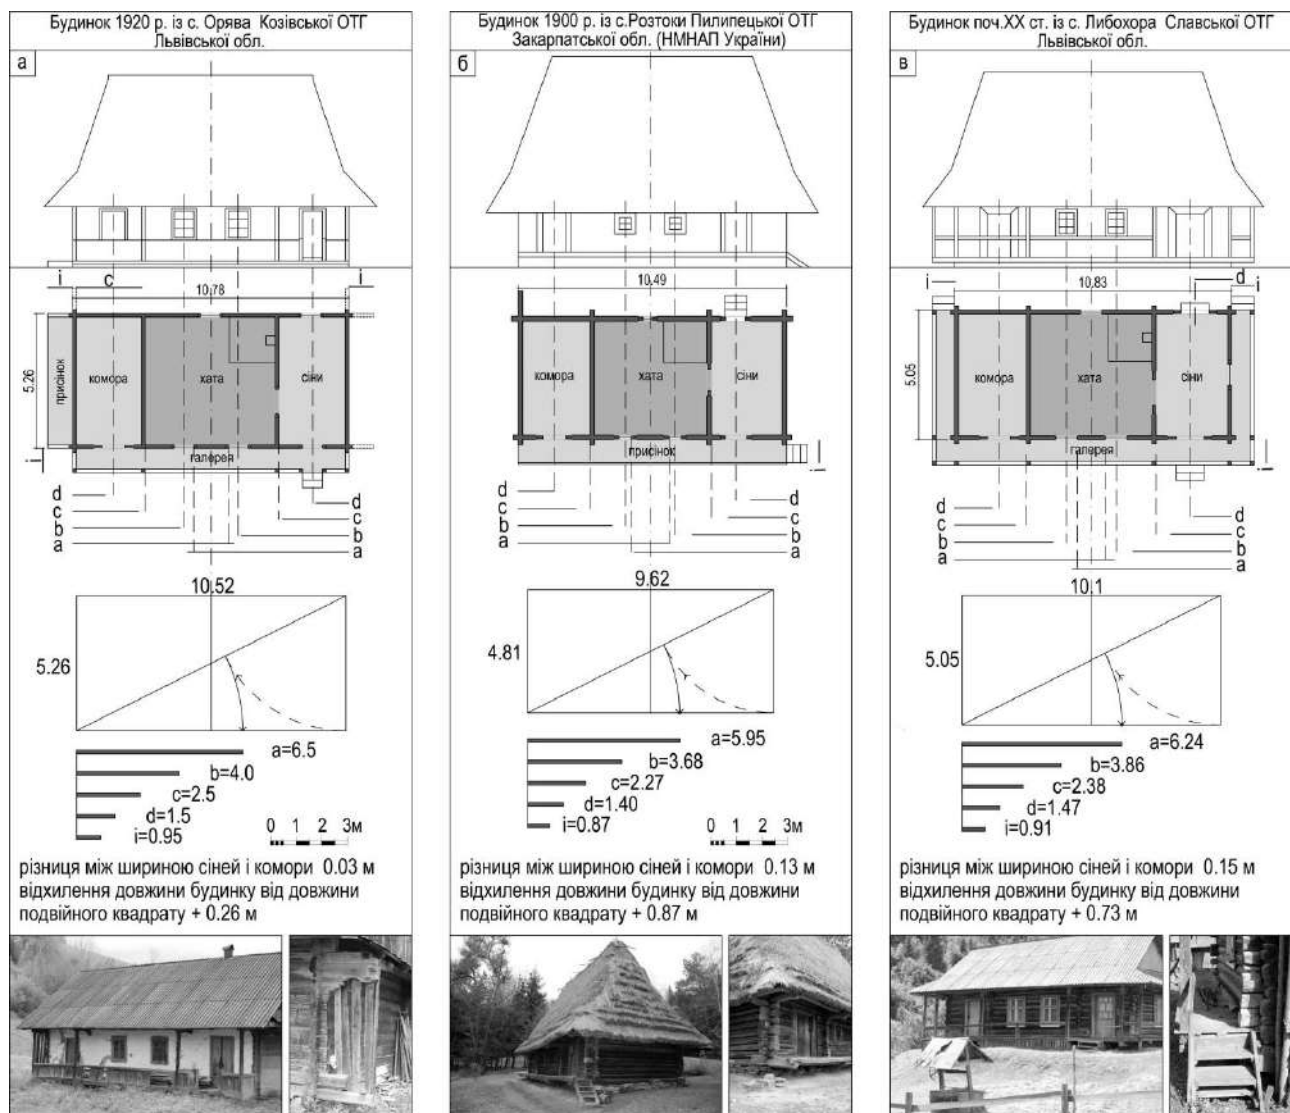 Будинок 1920 р. із с. Орява Козівської ОТГ
Львівської обл.
а
i
c
i
10.78
5.26
присінок
комора
хата
сіни
галерея
i
d
c
b
a
d
c
b
a
10.52
5.26
a=6.5
b=4.0
c=2.5
d=1.5
i=0.95
0 1 2 3м
різниця між шириною сіней і комори 0.03 м
відхилення довжини будинку від довжини
подвійного квадрату + 0.26 м
Будинок 1900 р. із с.Розтоки Пилипецької ОТГ
Закарпатської обл. (НМНАП України)
б
10.49
комора
хата
сіни
присінок
i
d
c
b
a
d
c
b
a
9.62
4.81
a=5.95
b=3.68
c=2.27
d=1.40
i=0.87
0 1 2 3м
різниця між шириною сіней і комори 0.13 м
відхилення довжини будинку від довжини
подвійного квадрату + 0.87 м
Будинок поч.ХХ ст. із с. Либохора Славської ОТГ
Львівської обл.
в
i
d
i
10.83
5.05
комора
хата
сіни
галерея
i
d
c
b
a
d
c
b
a
10.1
5.05
a=6.24
b=3.86
c=2.38
d=1.47
i=0.91
різниця між шириною сіней і комори 0.15 м
відхилення довжини будинку від довжини
подвійного квадрату + 0.73 м